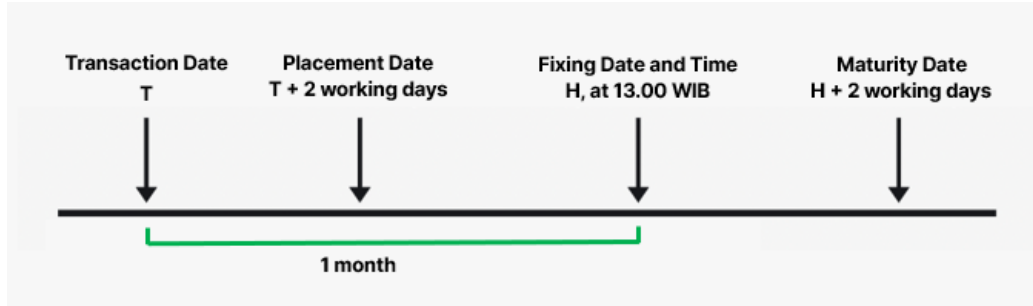 Transaction Date
T
Placement Date
T + 2 working days
Fixing Date and Time
H, at 13.00 WIB
Maturity Date
H + 2 working days
1 month